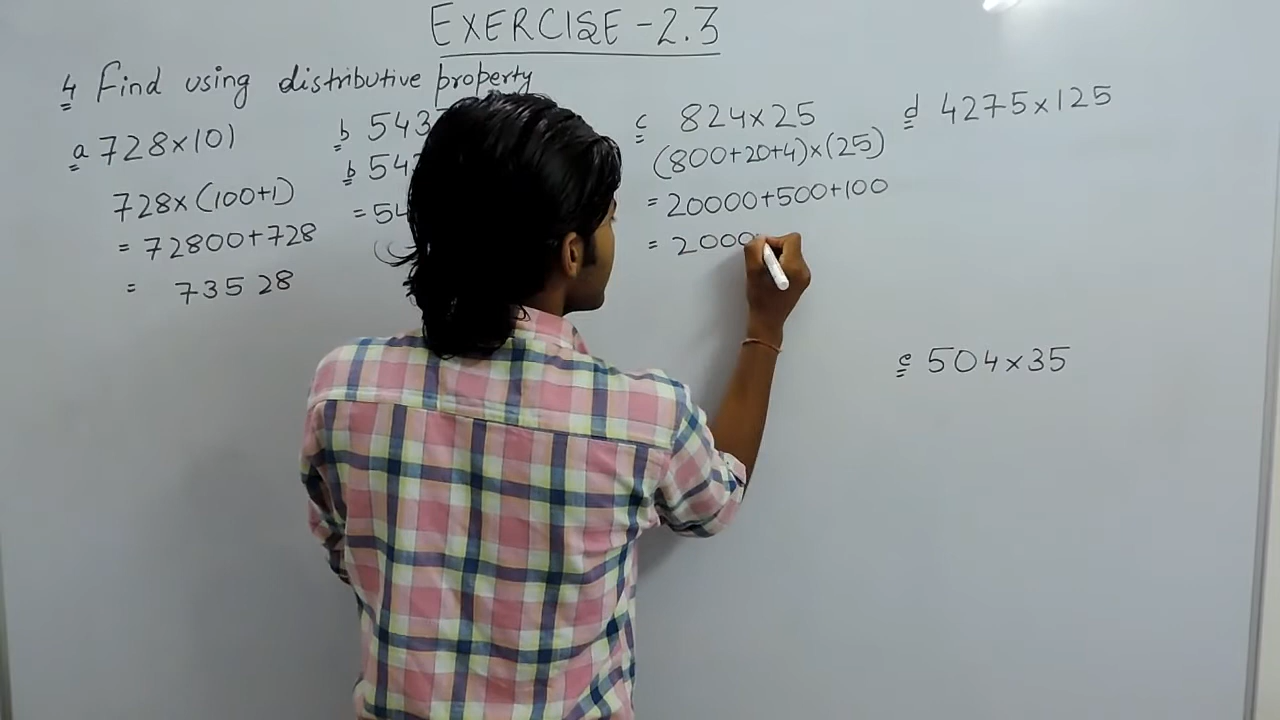 EXERCISE-2.3
4 Find using distributive property
a 728×101
728×(100+1)
= 72800+728
= 73528
b 543
b 54
= 54
c 824×25
(800+20+4)×(25)
= 20000+500+100
= 2000
d 4275×125
e 504×35